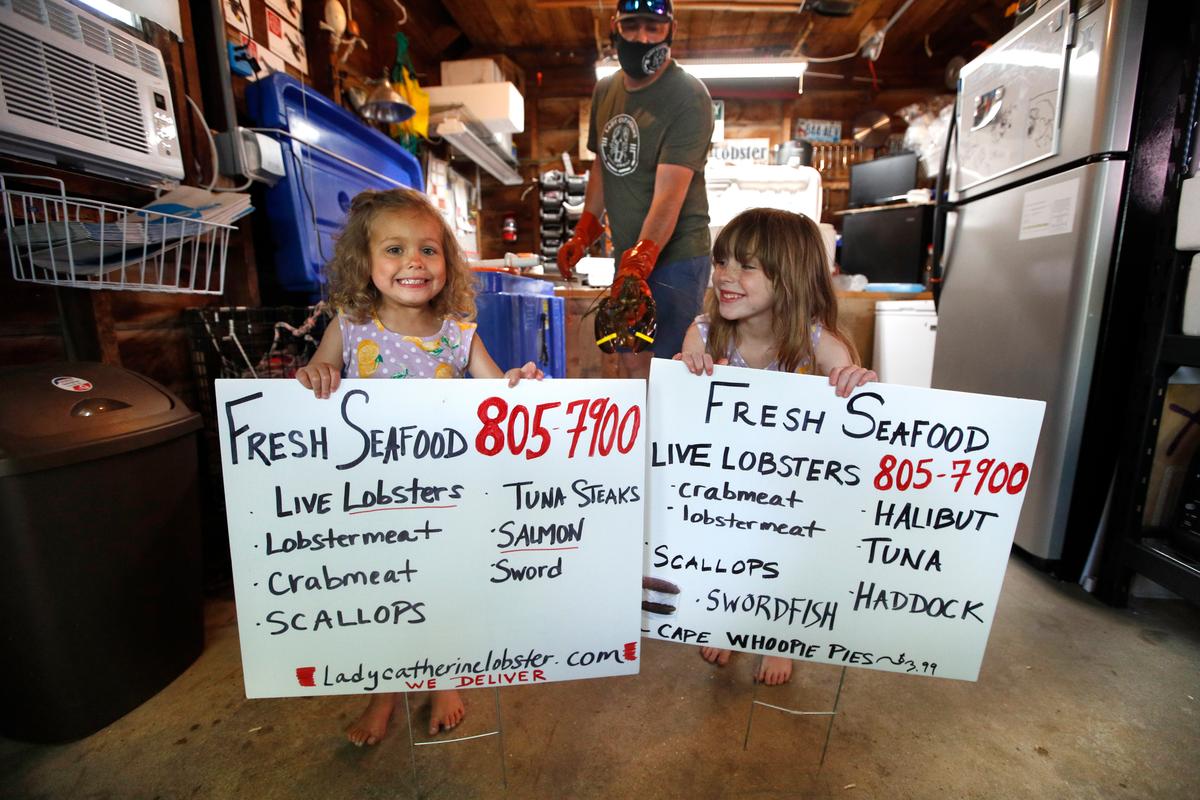 Lobster
FRESH SEAFOOD 805-7900
· LIVE Lobsters
· Lobstermeat
· Crabmeat
· SCALLOPS
· TUNA STEAKS
· SALMON
· Sword
Ladycatherinelobster.com
WE DELIVER
FRESH SEAFOOD
LIVE LOBSTERS 805-7900
· Crabmeat
· lobstermeat
· SCALLOPS
· SWORDFISH
· HALIBUT
· TUNA
· HADDOCK
- CAPE WHOOPIE PIES ~ $3.99